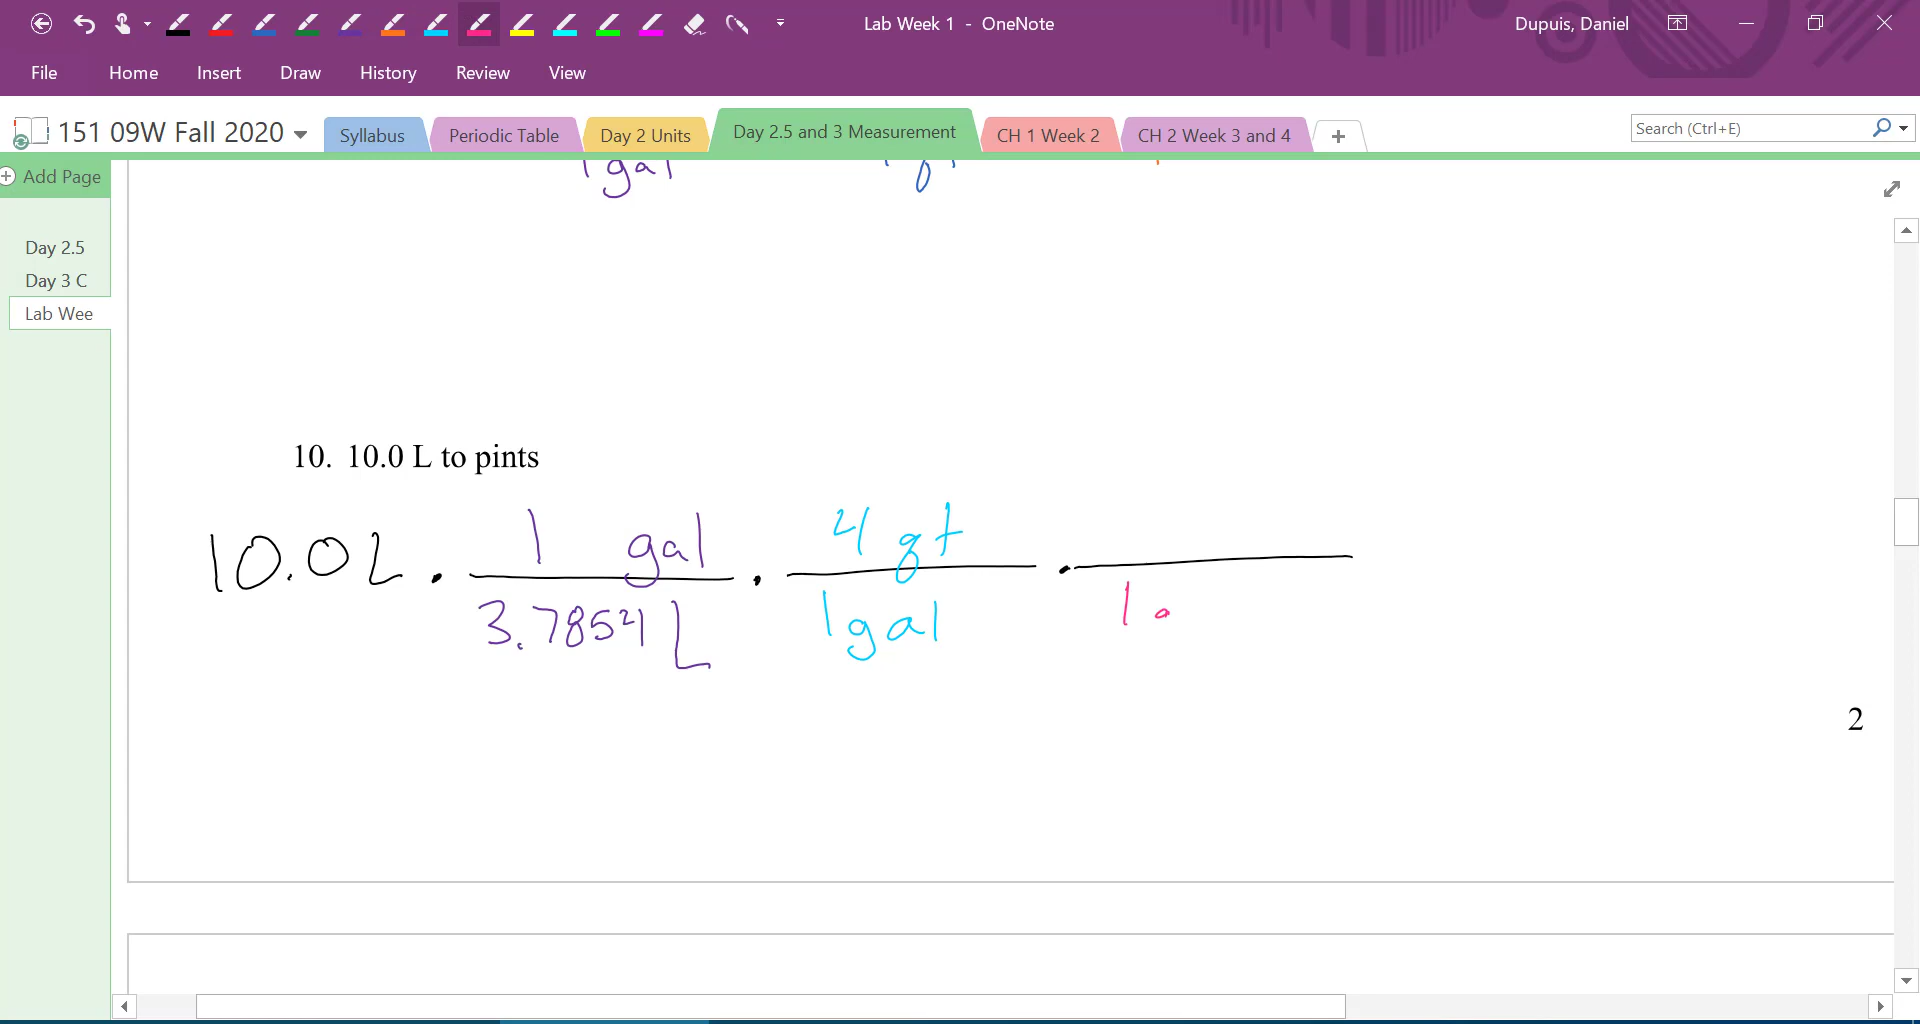 Lab Week 1 - OneNote
Dupuis, Daniel
File Home Insert Draw History Review View
151 09W Fall 2020
Syllabus Periodic Table Day 2 Units Day 2.5 and 3 Measurement CH 1 Week 2 CH 2 Week 3 and 4 +
Search (Ctrl+E)
Add Page
1 gal
Day 2.5
Day 3 C
Lab Wee
10. 10.0 L to pints
10.0 L · 1 gal · 4 qt ·
3.7854 L 1 gal 1
2